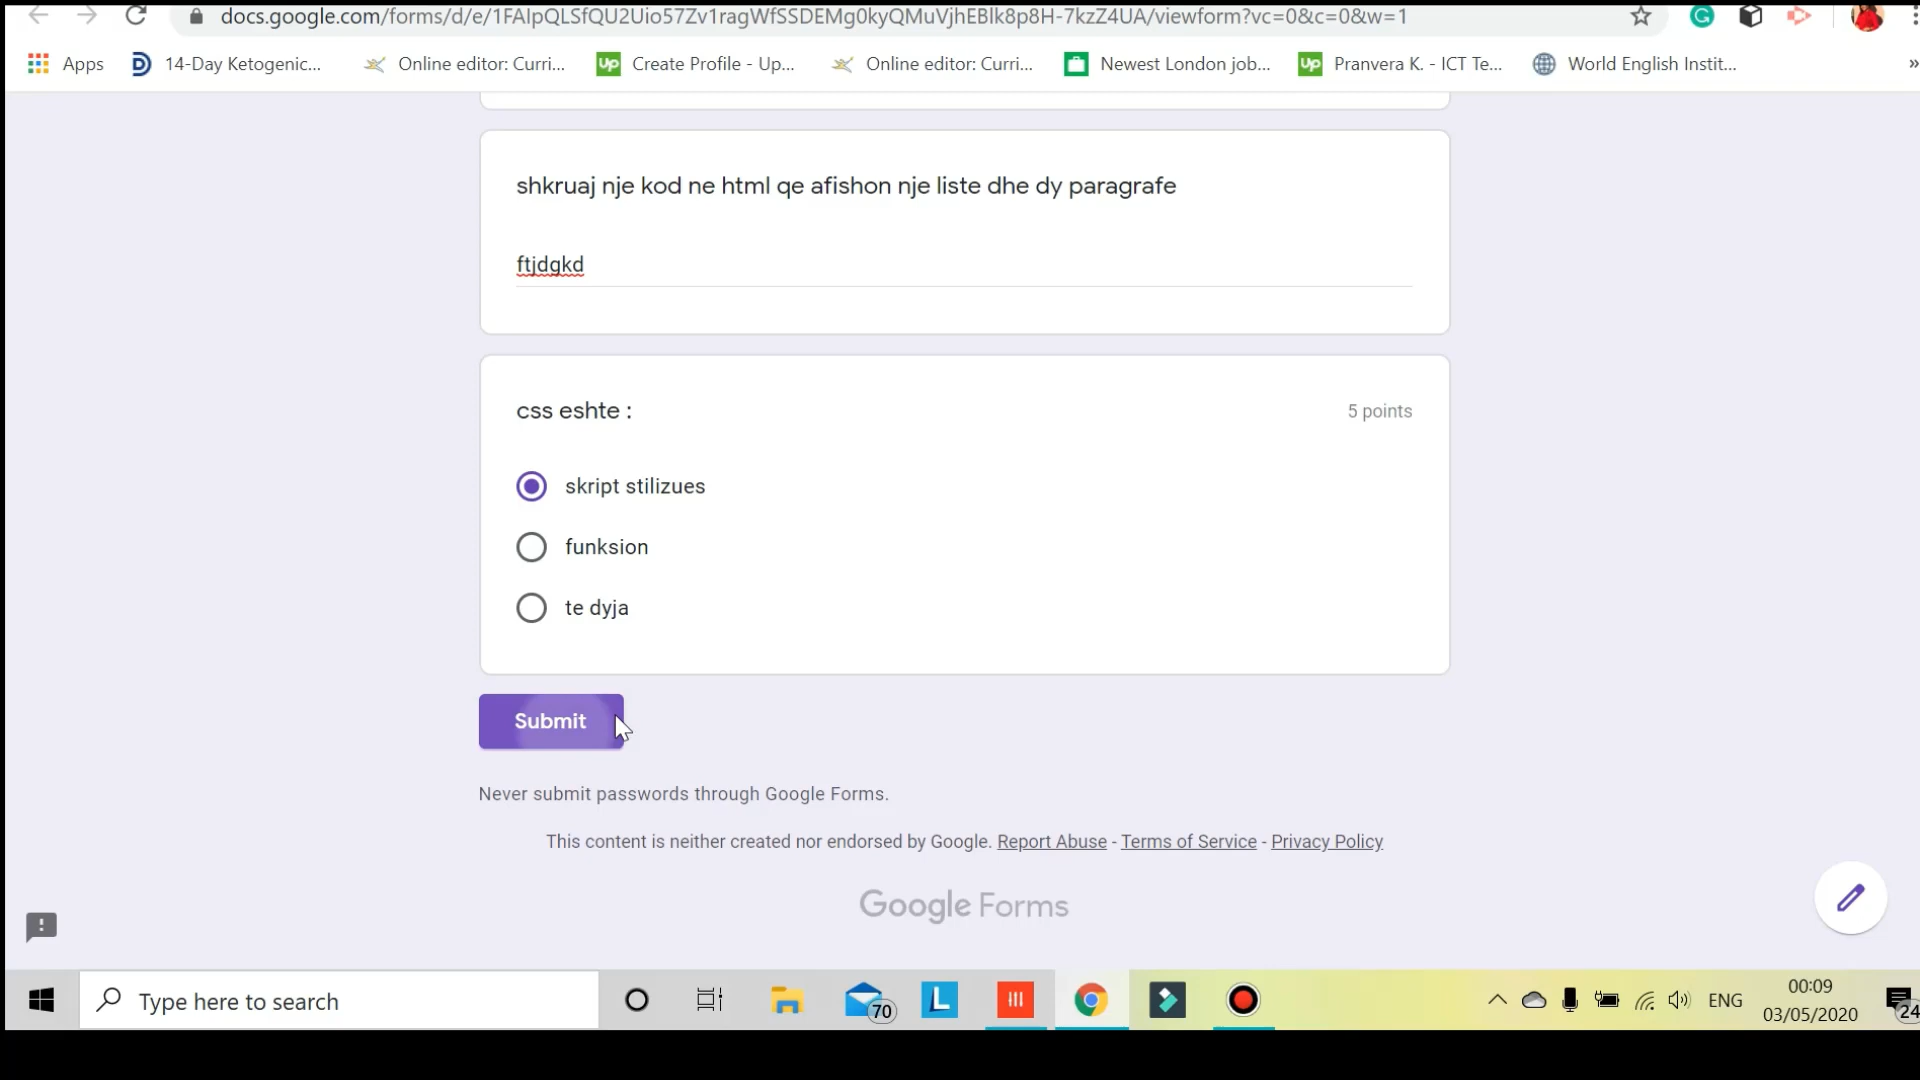 docs.google.com/forms/d/e/1FAIpQLSfQU2Uio57Zv1ragWfSSDEMg0kyQMuVjhEBlk8p8H-7kzZ4UA/viewform?vc=0&c=0&w=1
Apps
14-Day Ketogenic...
Online editor: Curri...
Up
Create Profile - Up...
Online editor: Curri...
Newest London job...
Up
Pranvera K. - ICT Te...
World English Instit...
»
shkruaj nje kod ne html qe afishon nje liste dhe dy paragrafe
ftjdgkd
css eshte :
5 points
skript stilizues
funksion
te dyja
Submit
Never submit passwords through Google Forms.
This content is neither created nor endorsed by Google. Report Abuse - Terms of Service - Privacy Policy
Google Forms
Type here to search
70
L
ENG
00:09
03/05/2020
24